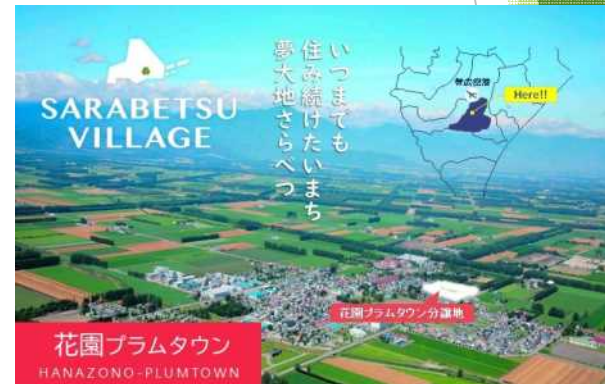 SARABETSU
VILLAGE
いつまでも
住み続けたいまち
夢大地さらべつ
帯広空港
Here!!
花園プラムタウン分譲地
花園プラムタウン
HANAZONO-PLUMTOWN